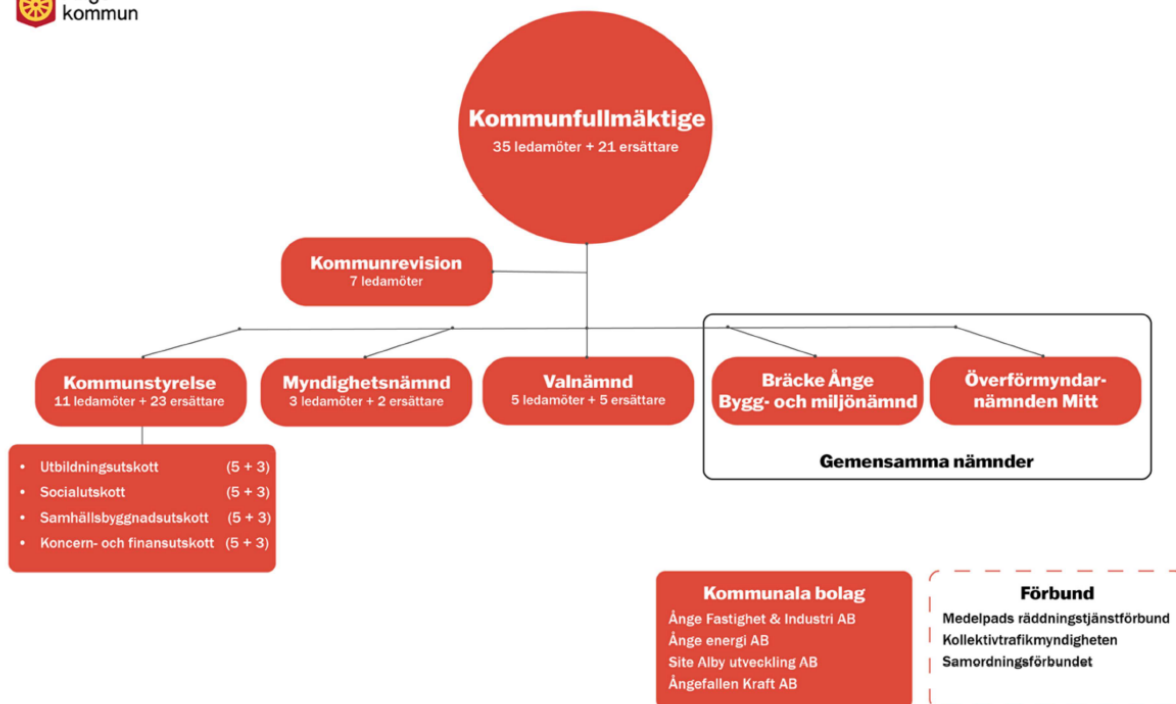 kommun
Kommunfullmäktige
35 ledamöter + 21 ersättare
Kommunrevision
7 ledamöter
Kommunstyrelse
11 ledamöter + 23 ersättare
Myndighetsnämnd
3 ledamöter + 2 ersättare
Valnämnd
5 ledamöter + 5 ersättare
Bräcke Ånge
Bygg- och miljönämnd
Överförmyndar-
nämnden Mitt
Gemensamma nämnder
• Utbildningsutskott (5 + 3)
• Socialutskott (5 + 3)
• Samhällsbyggnadsutskott (5 + 3)
• Koncern- och finansutskott (5 + 3)
Kommunala bolag
Ånge Fastighet & Industri AB
Ånge energi AB
Site Alby utveckling AB
Ångefallen Kraft AB
Förbund
Medelpads räddningstjänstförbund
Kollektivtrafikmyndigheten
Samordningsförbundet